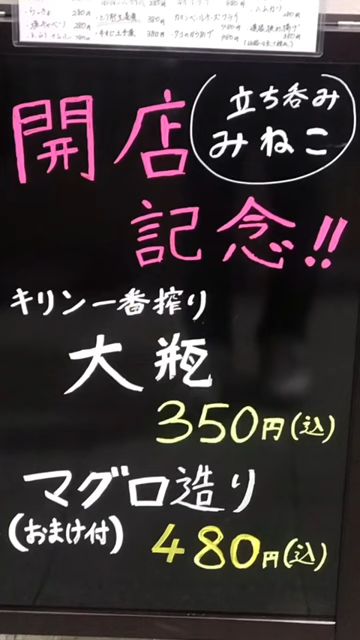 開店
立ち呑み
みねこ
記念!!
キリン一番搾り
大瓶
350円(込)
マグロ造り
(おまけ付) 480円(込)